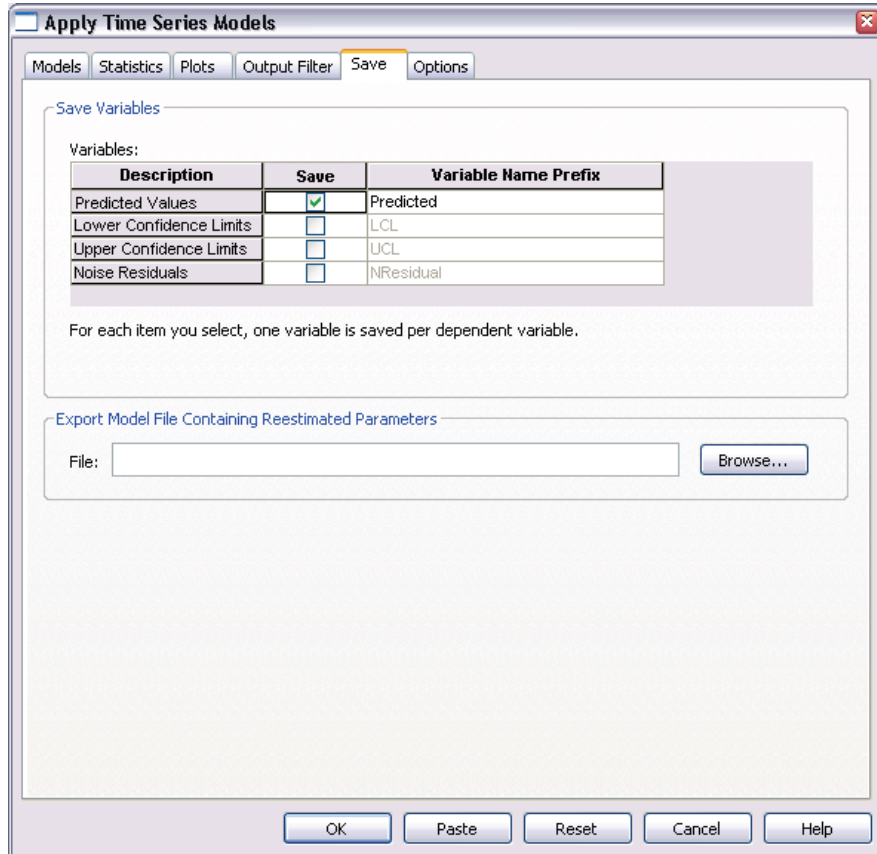 Apply Time Series Models
Models Statistics Plots Output Filter Save Options
Save Variables
Variables:
Description Save Variable Name Prefix
Predicted Values Predicted
Lower Confidence Limits LCL
Upper Confidence Limits UCL
Noise Residuals NResidual
For each item you select, one variable is saved per dependent variable.
Export Model File Containing Reestimated Parameters
File: Browse...
OK Paste Reset Cancel Help